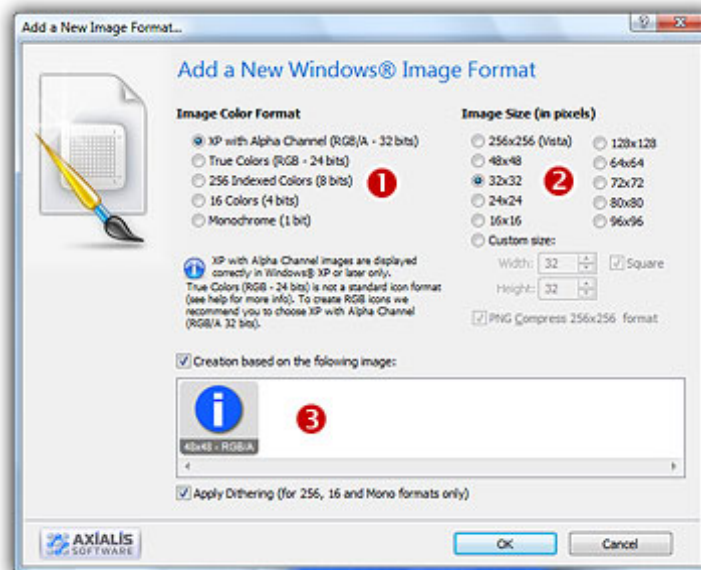 Add a New Image Format...
Add a New Windows® Image Format
Image Color Format
XP with Alpha Channel (RGB/A - 32 bits)
True Colors (RGB - 24 bits)
256 Indexed Colors (8 bits)
16 Colors (4 bits)
Monochrome (1 bit)
1
XP with Alpha Channel images are displayed
correctly in Windows® XP or later only.
True Colors (RGB - 24 bits) is not a standard icon format
(see help for more info). To create RGB icons we
recommend you to choose XP with Alpha Channel
(RGB/A 32 bits).
Image Size (in pixels)
256x256 (Vista)
48x48
32x32
24x24
16x16
Custom size:
128x128
64x64
72x72
80x80
96x96
2
Width: 32
Square
Height: 32
PNG Compress 256x256 format
Creation based on the folowing image:
48x48 - RGB/A
3
Apply Dithering (for 256, 16 and Mono formats only)
AXIALIS
SOFTWARE
OK
Cancel